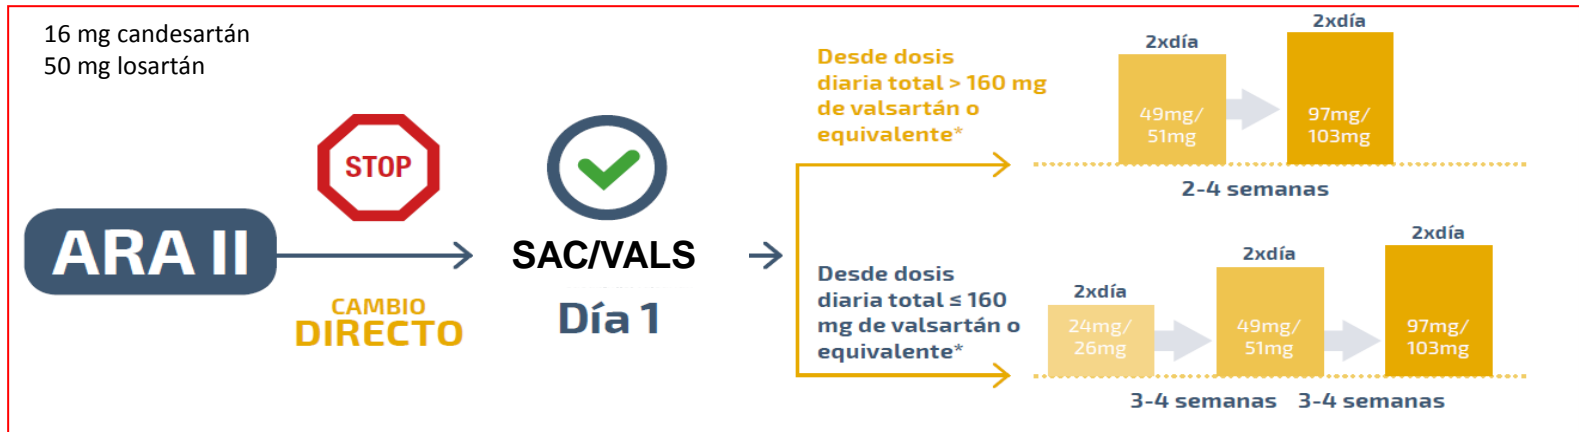 16 mg candesartán
50 mg losartán
ARA II
STOP
CAMBIO
DIRECTO
SAC/VALS
Día 1
Desde dosis
diaria total > 160 mg
de valsartán o
equivalente*
2xdía
49mg/
51mg
2xdía
97mg/
103mg
2-4 semanas
Desde dosis
diaria total ≤ 160
mg de valsartán o
equivalente*
2xdía
24mg/
26mg
2xdía
49mg/
51mg
2xdía
97mg/
103mg
3-4 semanas
3-4 semanas